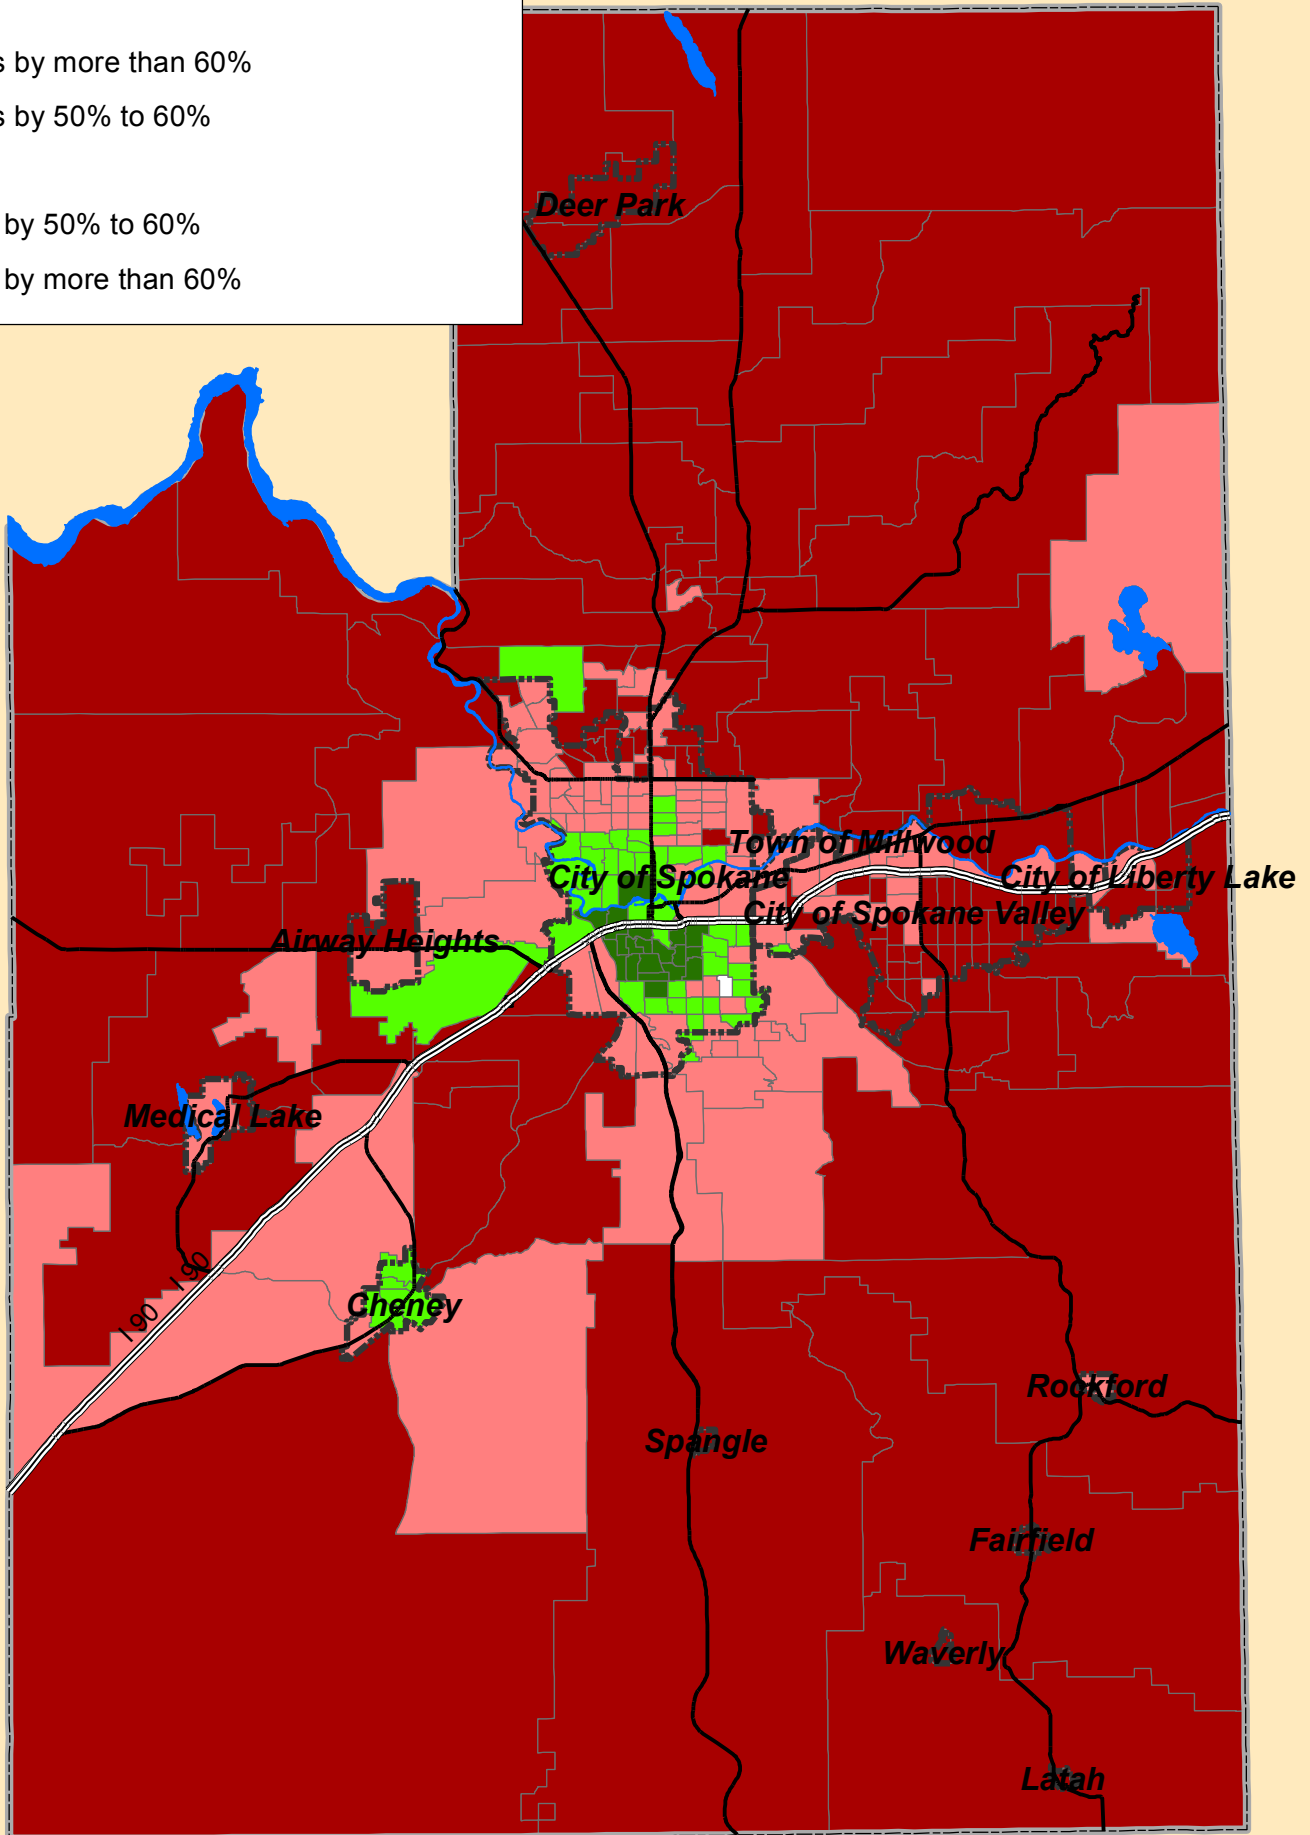 s by more than 60%
s by 50% to 60%
by 50% to 60%
by more than 60%
Deer Park
Town of Millwood
City of Spokane
City of Liberty Lake
City of Spokane Valley
Airway Heights
Medical Lake
I 90
I 90
Cheney
Rockford
Spangle
Fairfield
Waverly
Latah